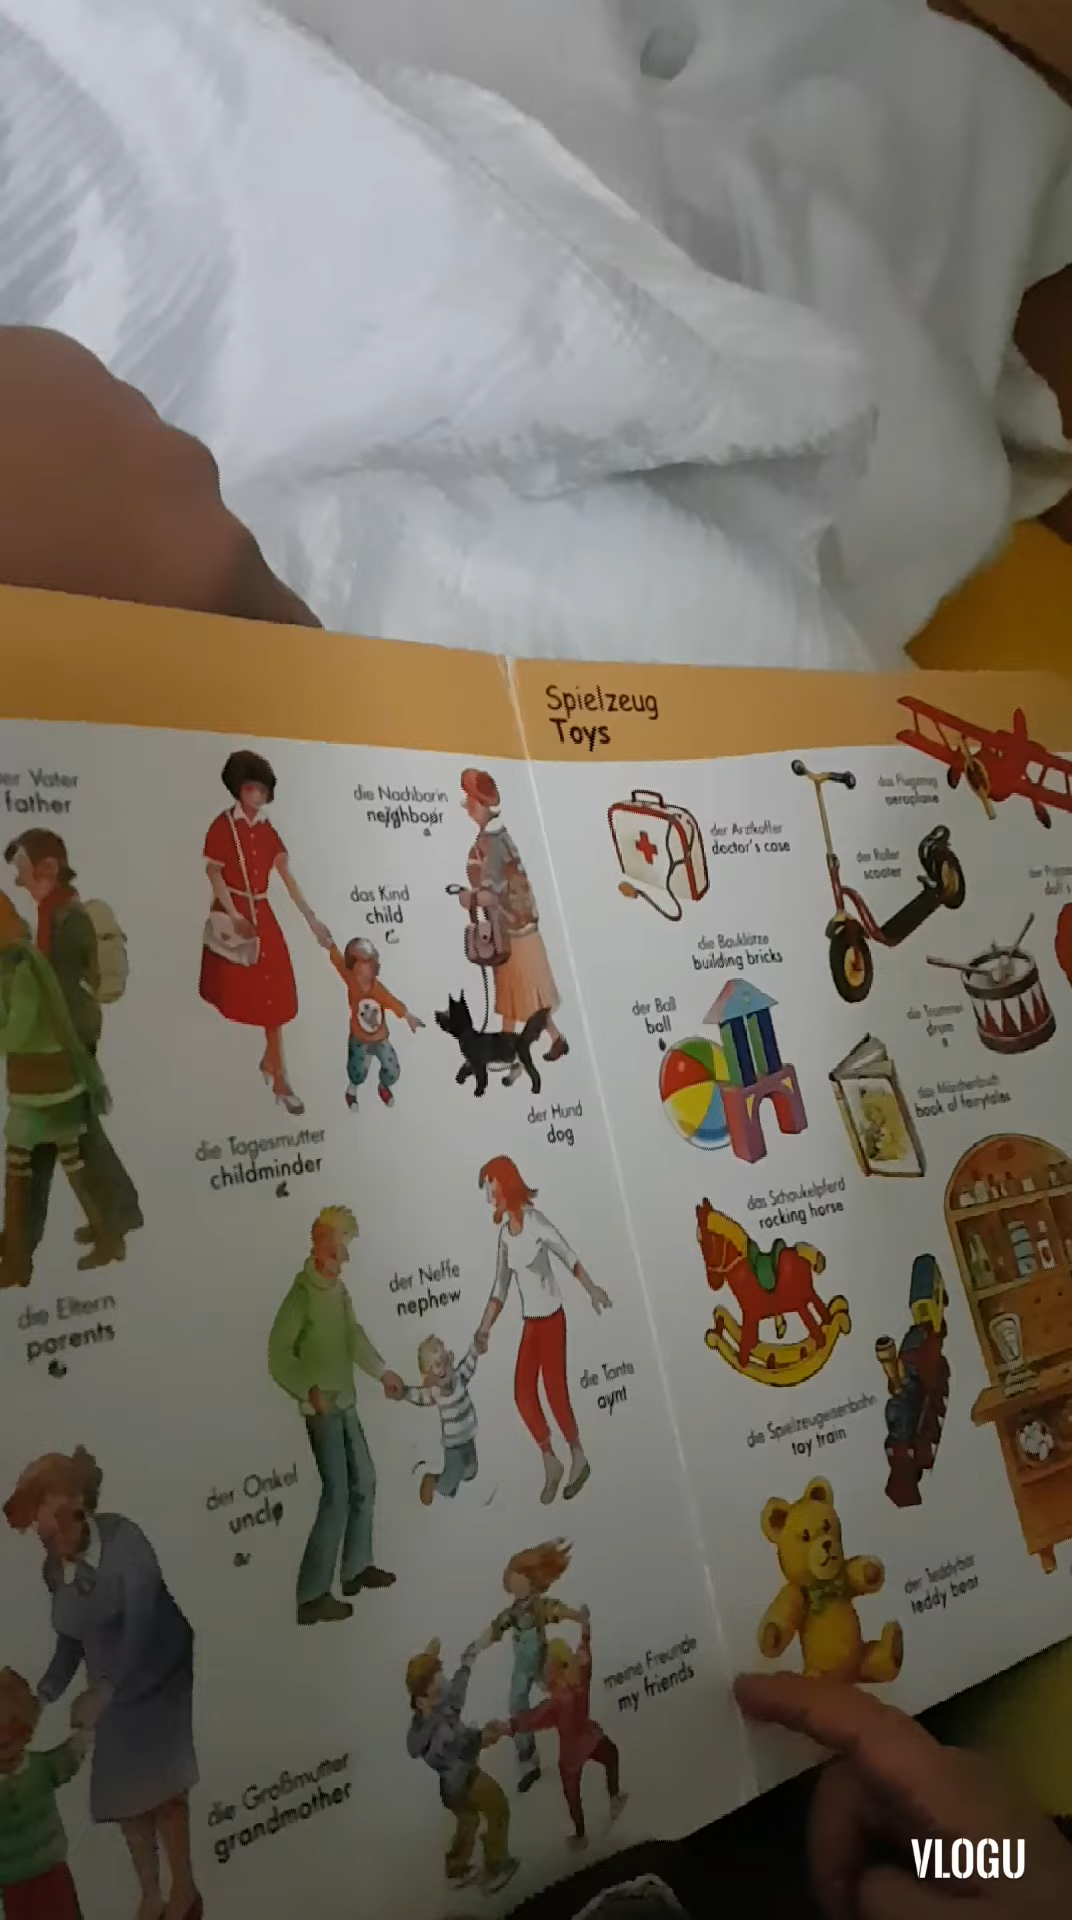 Vater
father
die Nachbarin
neighbour
das Kind
child
die Tagesmutter
childminder
der Hund
dog
die Eltern
parents
der Neffe
nephew
die Tante
aynt
der Onkel
uncle
meine Freunde
my friends
die Großmutter
grandmother
Spielzeug
Toys
das Flugzeug
aeroplane
der Arztkoffer
doctor's case
der Roller
scooter
die Bauklötze
building bricks
der Ball
ball
die Trommel
drum
das Märchenbuch
book of fairytales
das Schaukelpferd
rocking horse
die Spielzeugeisenbahn
toy train
der Teddybär
teddy bear
VLOGU